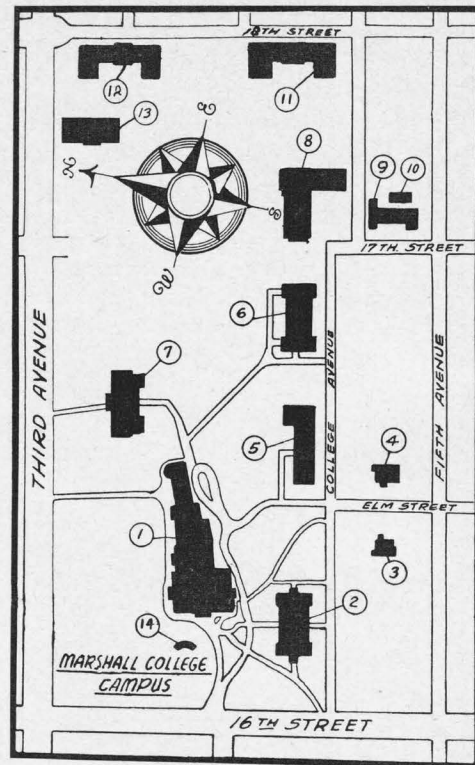 18TH STREET
12
11
13
E
8
N
9
10
S
17TH STREET
W
6
7
THIRD AVENUE
COLLEGE AVENUE
FIFTH AVENUE
5
4
ELM STREET
1
3
2
14
MARSHALL COLLEGE
CAMPUS
16TH STREET